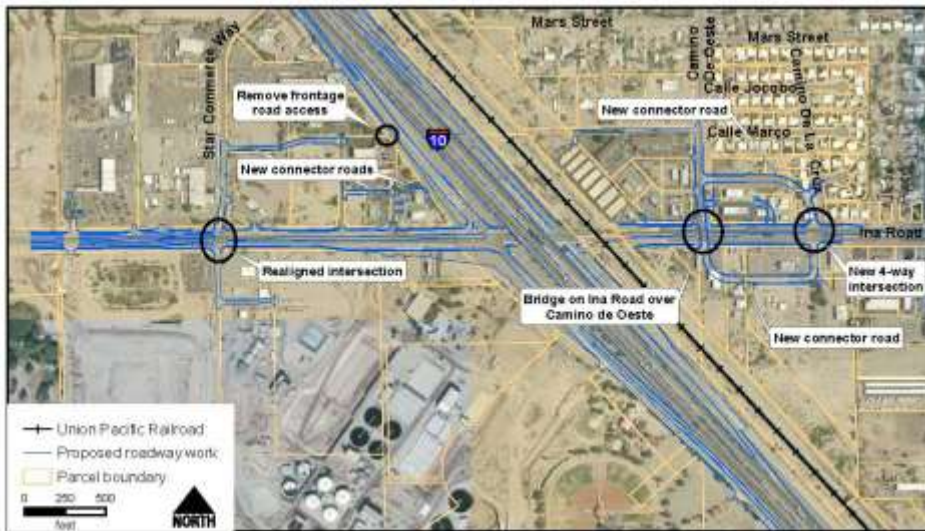 Mars Street
Camino
De Oeste
Mars Street
Star Commerce Way
Remove frontage
road access
New connector road
Calle Jocobo
Camino De La
Cruz
Calle Marco
10
New connector roads
Ina Road
Realigned intersection
New 4-way
intersection
Bridge on Ina Road over
Camino de Oeste
New connector road
Union Pacific Railroad
Proposed roadway work
Parcel boundary
0 250 500
feet
NORTH